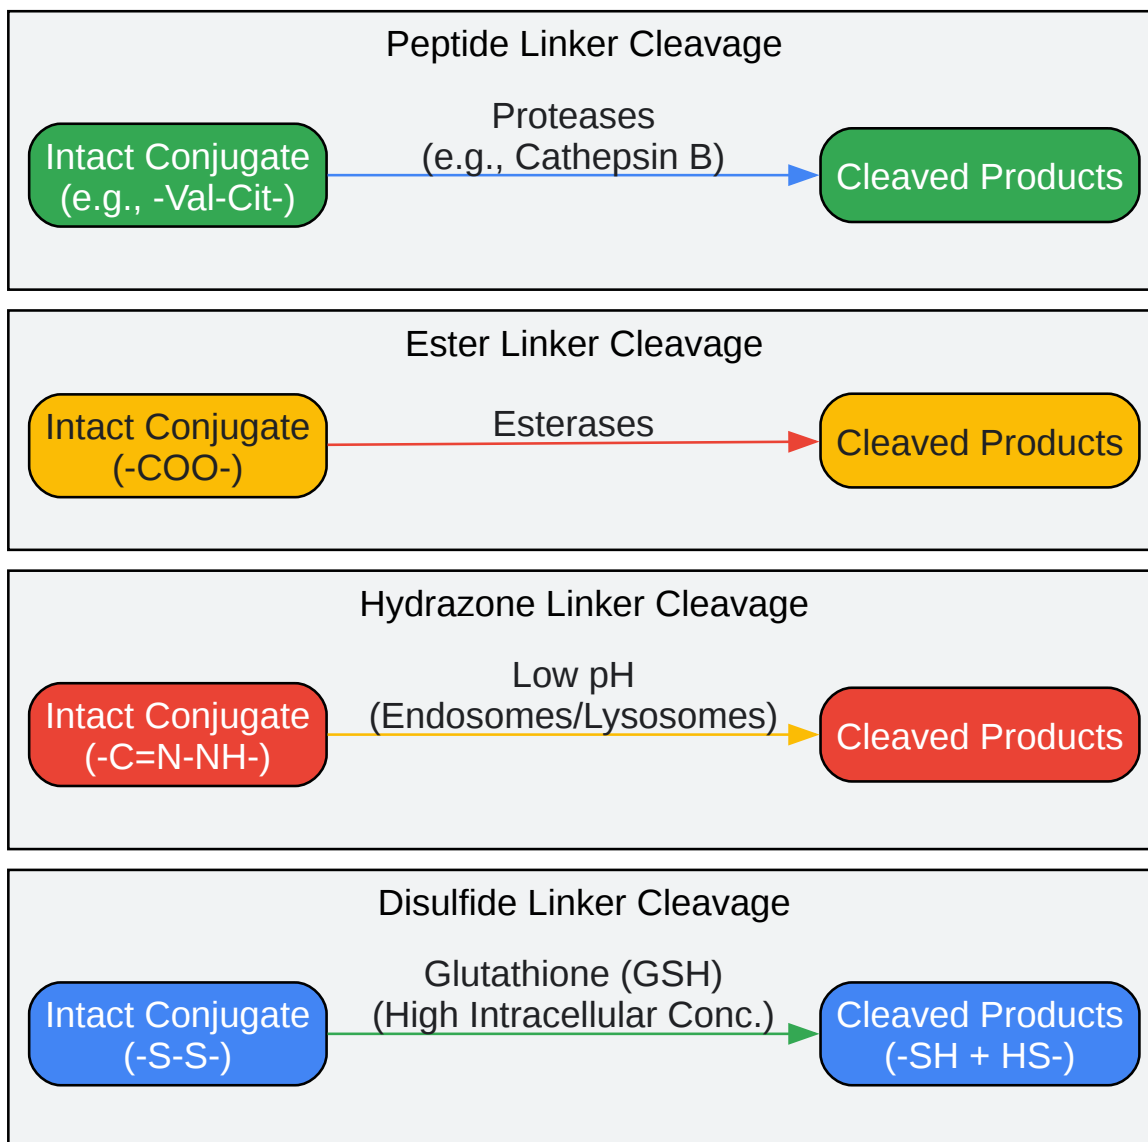 Peptide Linker Cleavage
Proteases
(e.g., Cathepsin B)
Intact Conjugate
(e.g., -Val-Cit-)
Cleaved Products
Ester Linker Cleavage
Esterases
Intact Conjugate
(-COO-)
Cleaved Products
Hydrazone Linker Cleavage
Low pH
(Endosomes/Lysosomes)
Intact Conjugate
(-C=N-NH-)
Cleaved Products
Disulfide Linker Cleavage
Glutathione (GSH)
(High Intracellular Conc.)
Intact Conjugate
(-S-S-)
Cleaved Products
(-SH + HS-)